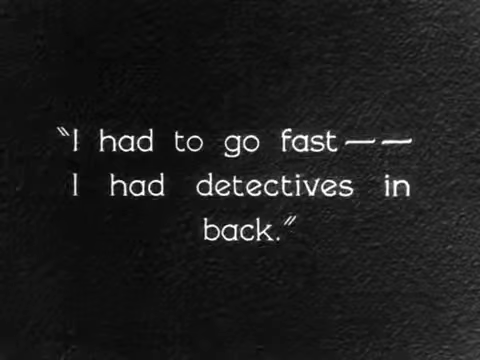 “I had to go fast——
I had detectives in
back.”